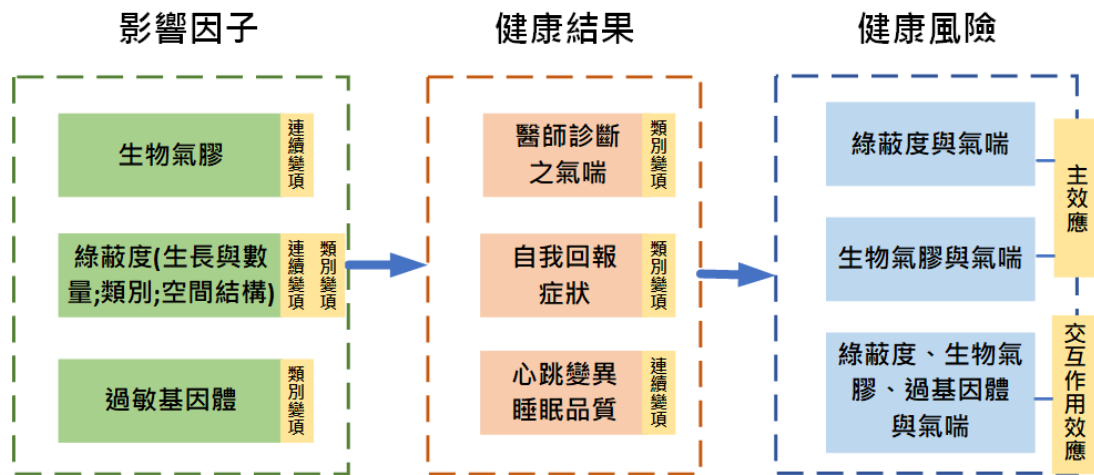 影響因子
健康結果
健康風險
生物氣膠
連續變項
綠蔽度(生長與數
量;類別;空間結構)
連續變項
類別變項
過敏基因體
類別變項
醫師診斷
之氣喘
類別變項
自我回報
症狀
類別變項
心跳變異
睡眠品質
連續變項
綠蔽度與氣喘
生物氣膠與氣喘
主效應
綠蔽度、生物氣
膠、過基因體
與氣喘
交互作用效應